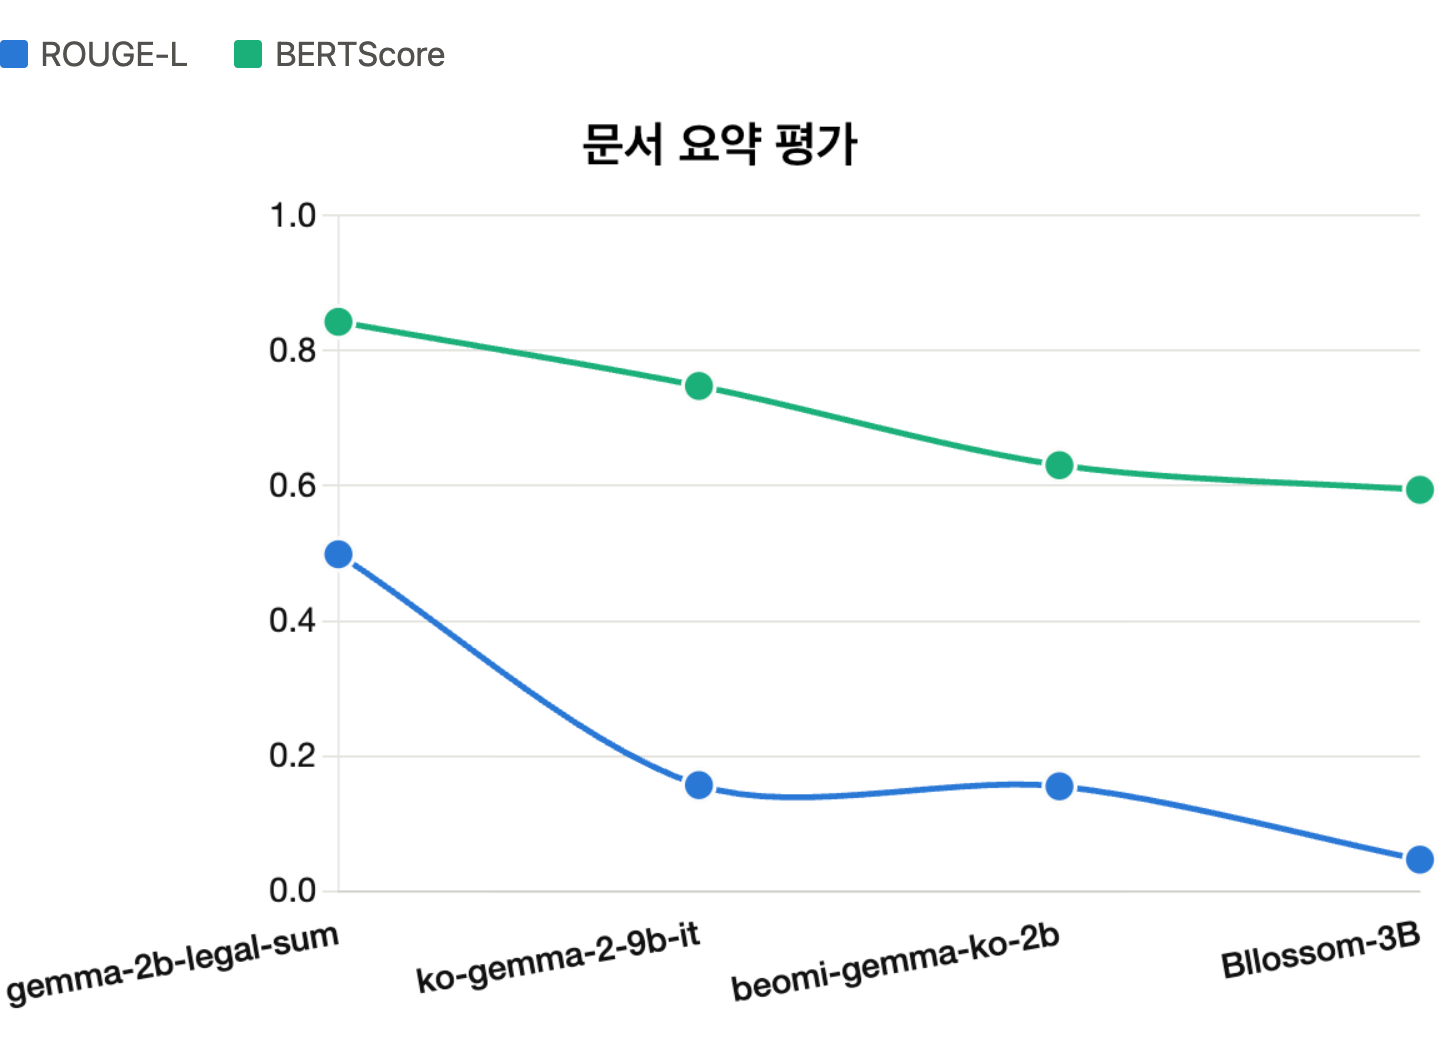 ROUGE-L BERTScore
문서 요약 평가
1.0
0.8
0.6
0.4
0.2
0.0
gemma-2b-legal-sum
ko-gemma-2-9b-it
beomi-gemma-ko-2b
Bllossom-3B